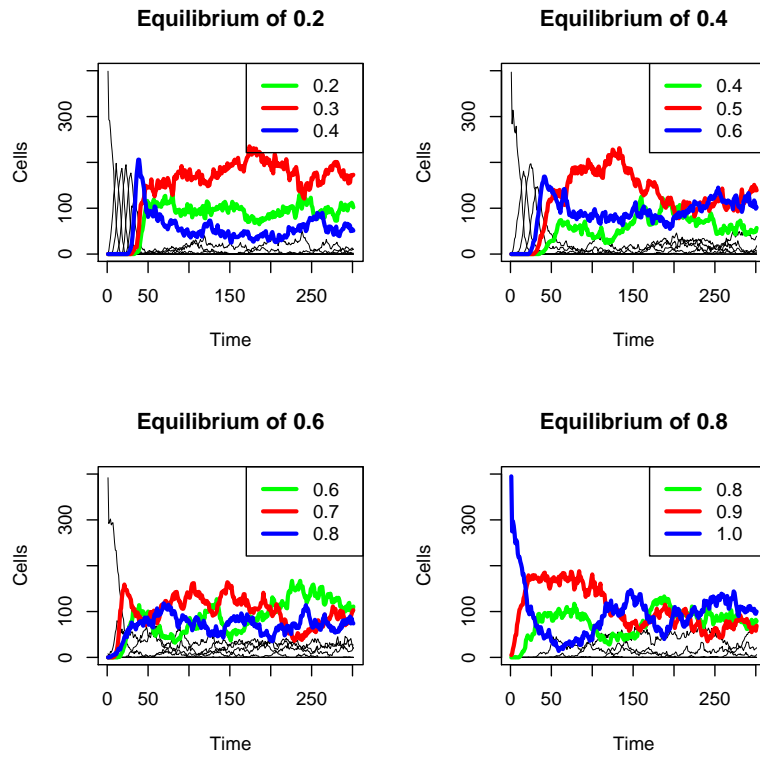 Equilibrium of 0.2
Cells
0 100 300
0 50 150 250
Time
0.2
0.3
0.4
Equilibrium of 0.4
Cells
0 100 300
0 50 150 250
Time
0.4
0.5
0.6
Equilibrium of 0.6
Cells
0 100 300
0 50 150 250
Time
0.6
0.7
0.8
Equilibrium of 0.8
Cells
0 100 300
0 50 150 250
Time
0.8
0.9
1.0